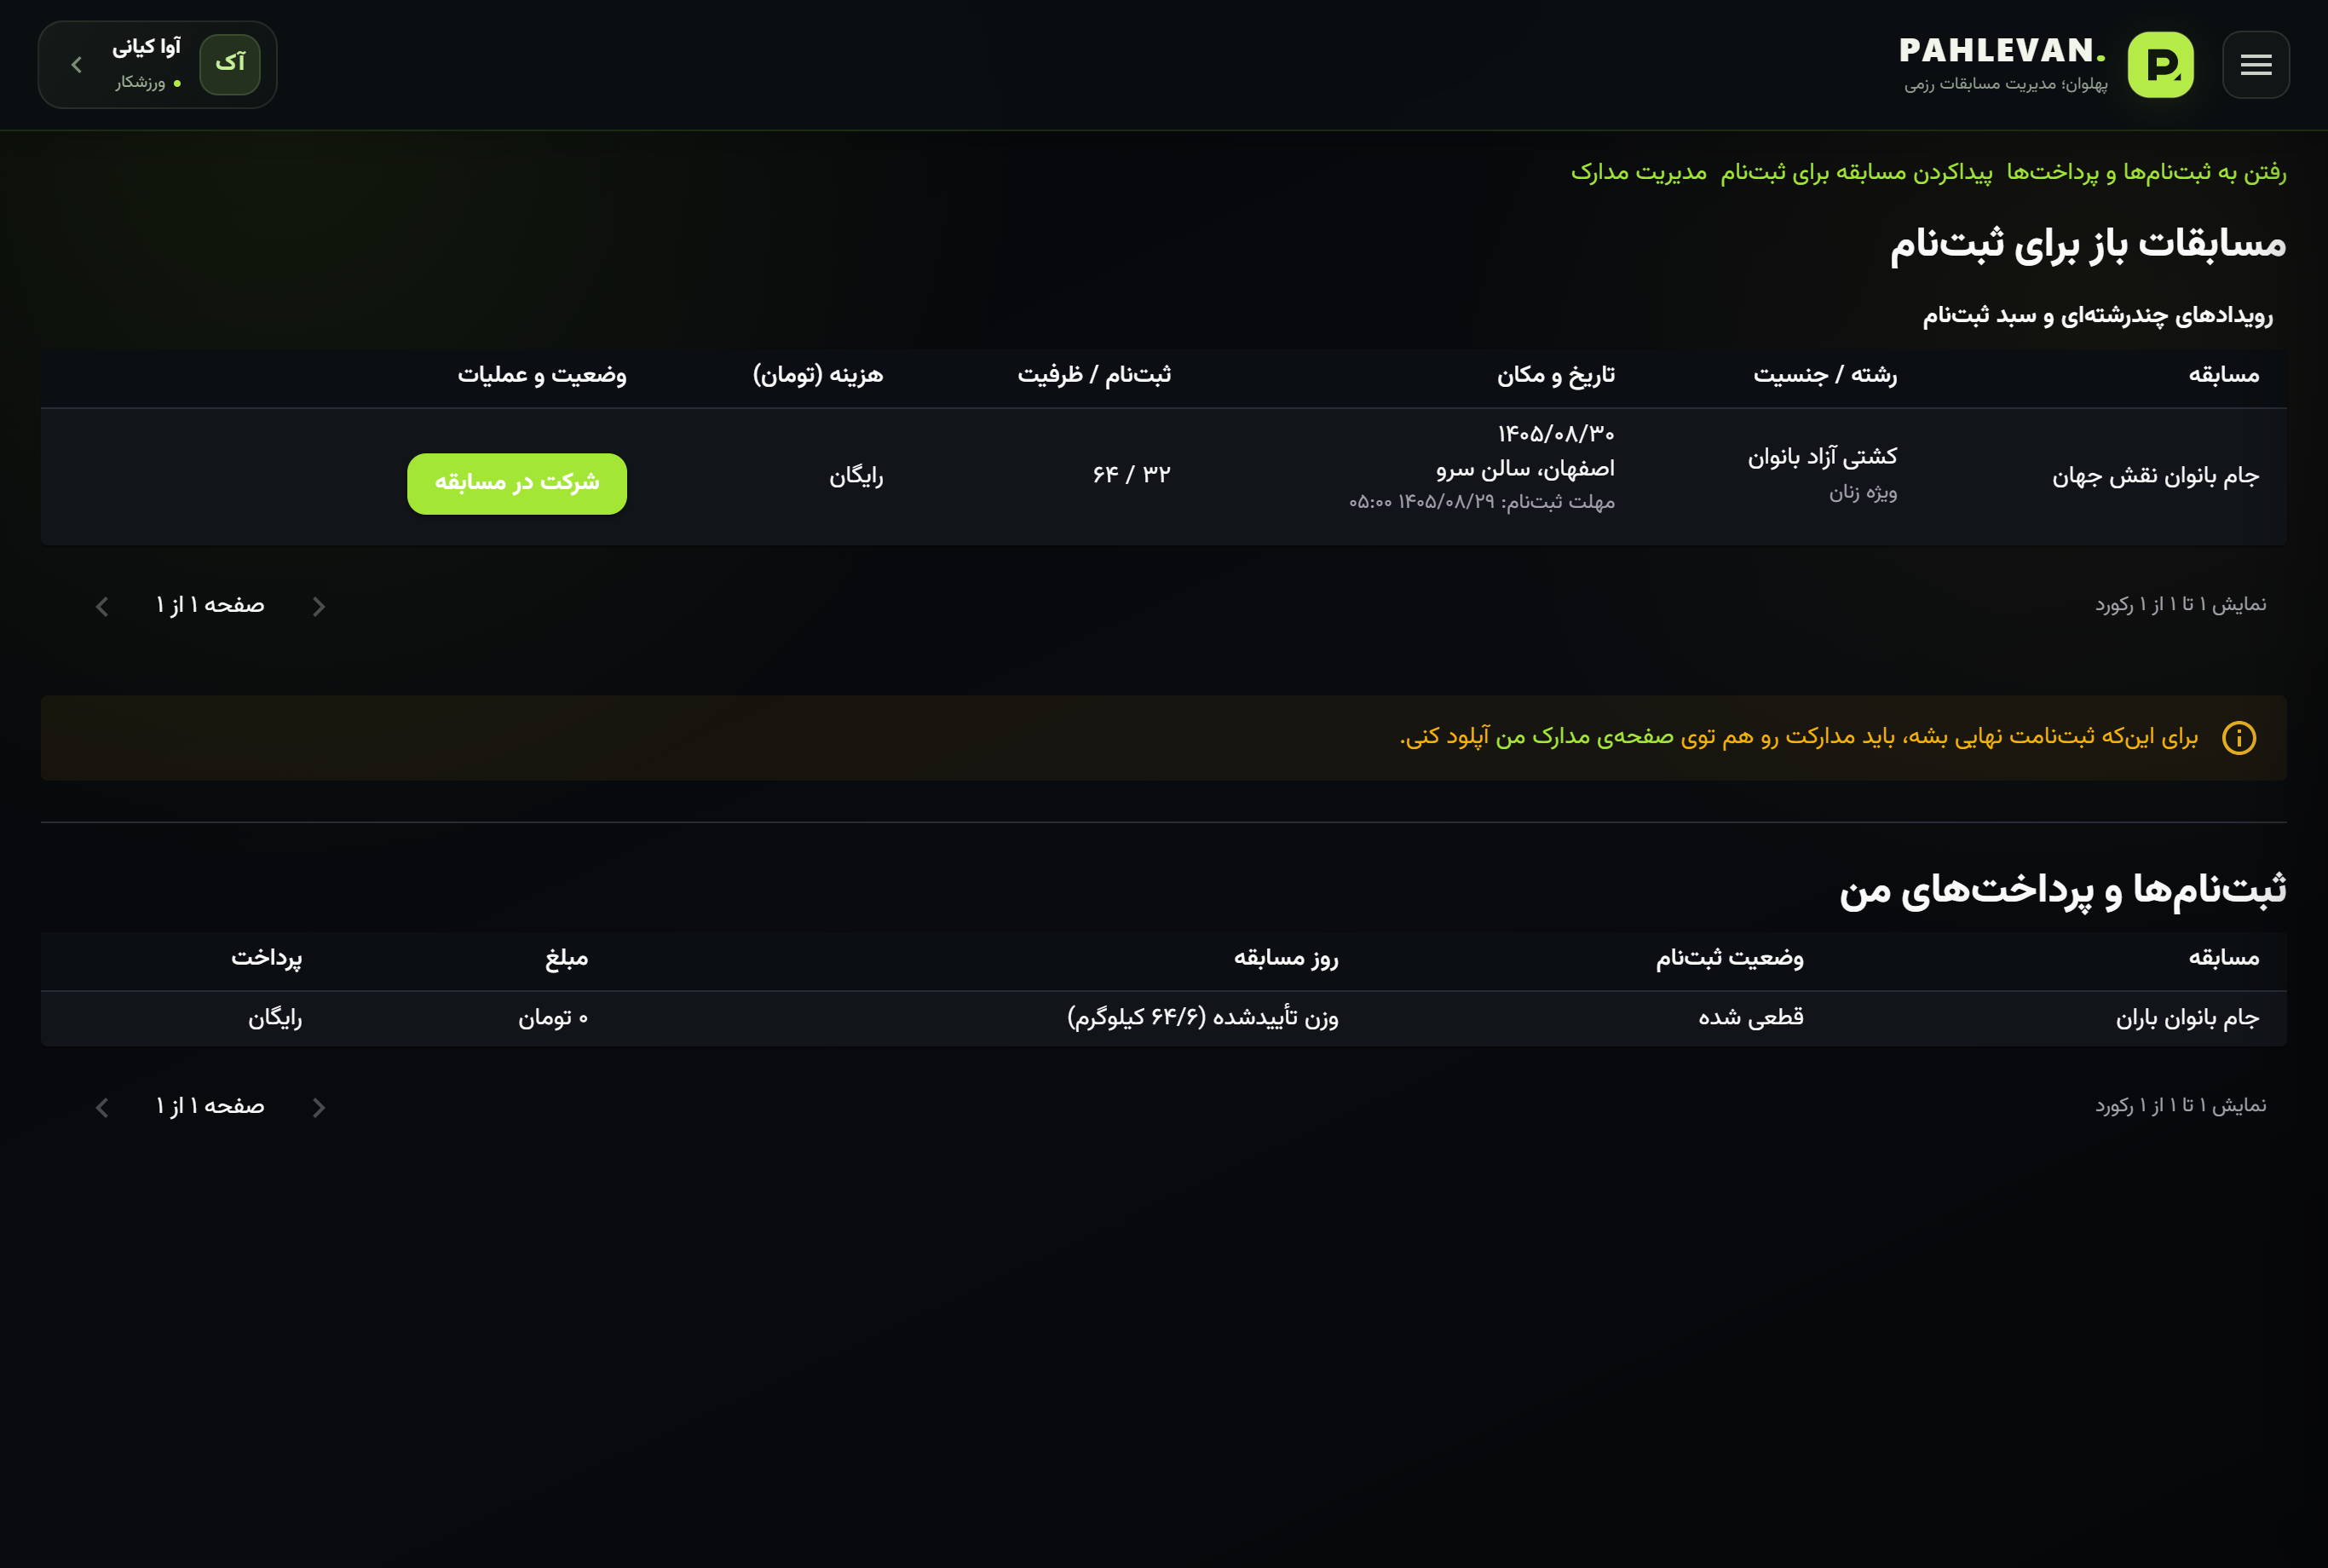 PAHLEVAN.
پهلوان؛ مدیریت مسابقات رزمی
آک
آوا کیانی
ورزشکار
رفتن به ثبت‌نام‌ها و پرداخت‌ها پیداکردن مسابقه برای ثبت‌نام مدیریت مدارک
مسابقات باز برای ثبت‌نام
رویدادهای چندرشته‌ای و سبد ثبت‌نام
مسابقه رشته / جنسیت تاریخ و مکان ثبت‌نام / ظرفیت هزینه (تومان) وضعیت و عملیات
جام بانوان نقش جهان
کشتی آزاد بانوان
ویژه زنان
۱۴۰۵/۰۸/۳۰
اصفهان، سالن سرو
مهلت ثبت‌نام: ۱۴۰۵/۰۸/۲۹ ۰۵:۰۰
۳۲ / ۶۴
رایگان
شرکت در مسابقه
نمایش ۱ تا ۱ از ۱ رکورد
صفحه ۱ از ۱
برای این‌که ثبت‌نامت نهایی بشه، باید مدارکت رو هم توی صفحه‌ی مدارک من آپلود کنی.
ثبت‌نام‌ها و پرداخت‌های من
مسابقه وضعیت ثبت‌نام روز مسابقه مبلغ پرداخت
جام بانوان باران قطعی شده وزن تأییدشده (۶۴/۶ کیلوگرم) ۰ تومان رایگان
نمایش ۱ تا ۱ از ۱ رکورد
صفحه ۱ از ۱